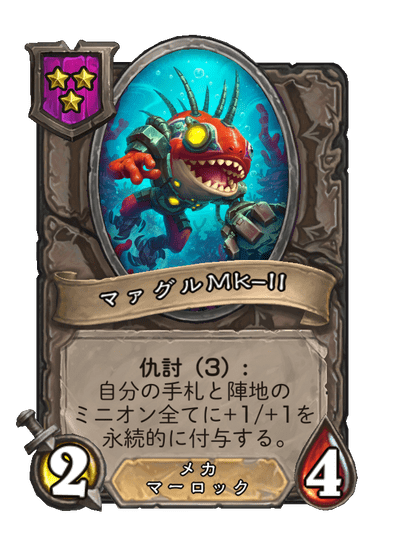 マァグルMK-II
仇討（3）：
自分の手札と陣地の
ミニオン全てに+1/+1を
永続的に付与する。
2
メカ
マーロック
4